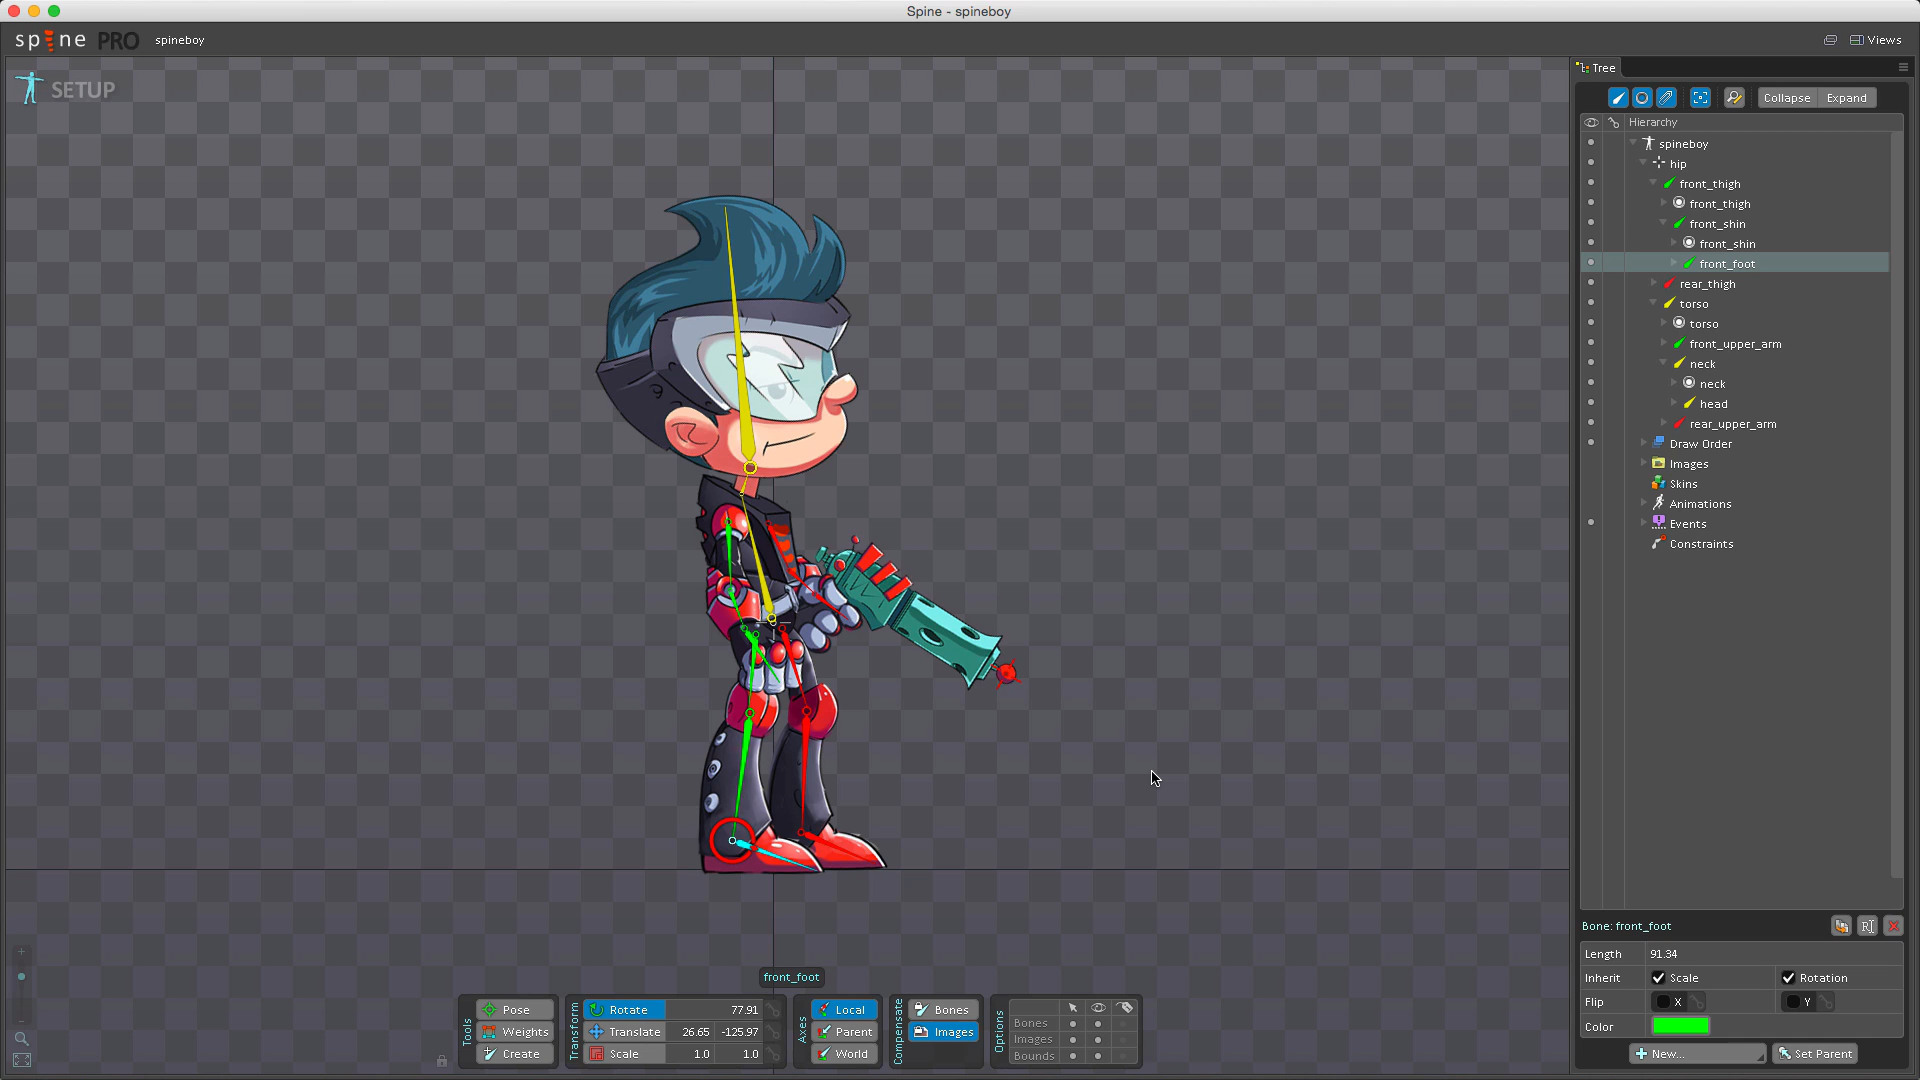 Spine - spineboy
spine PRO spineboy Views
SETUP
Tree
Collapse Expand
Hierarchy
spineboy
hip
front_thigh
front_thigh
front_shin
front_shin
front_foot
rear_thigh
torso
torso
front_upper_arm
neck
neck
head
rear_upper_arm
Draw Order
Images
Skins
Animations
Events
Constraints
Bone: front_foot
Length 91.34
Inherit Scale Rotation
Flip X Y
Color
New... Set Parent
front_foot
Tools
Pose
Weights
Create
Transform
Rotate 77.91
Translate 26.65 -125.97
Scale 1.0 1.0
Axes
Local
Parent
World
Compensate
Bones
Images
Options
Bones
Images
Bounds